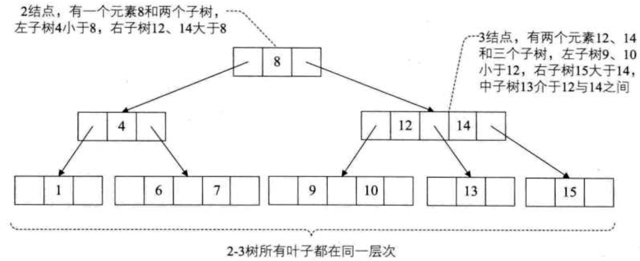 2结点，有一个元素8和两个子树，
左子树4小于8，右子树12、14大于8
3结点，有两个元素12、14
和三个子树，左子树9、10
小于12，右子树15大于14，
中子树13介于12与14之间
8
4
12 14
1
6 7
9 10
13
15
2-3树所有叶子都在同一层次